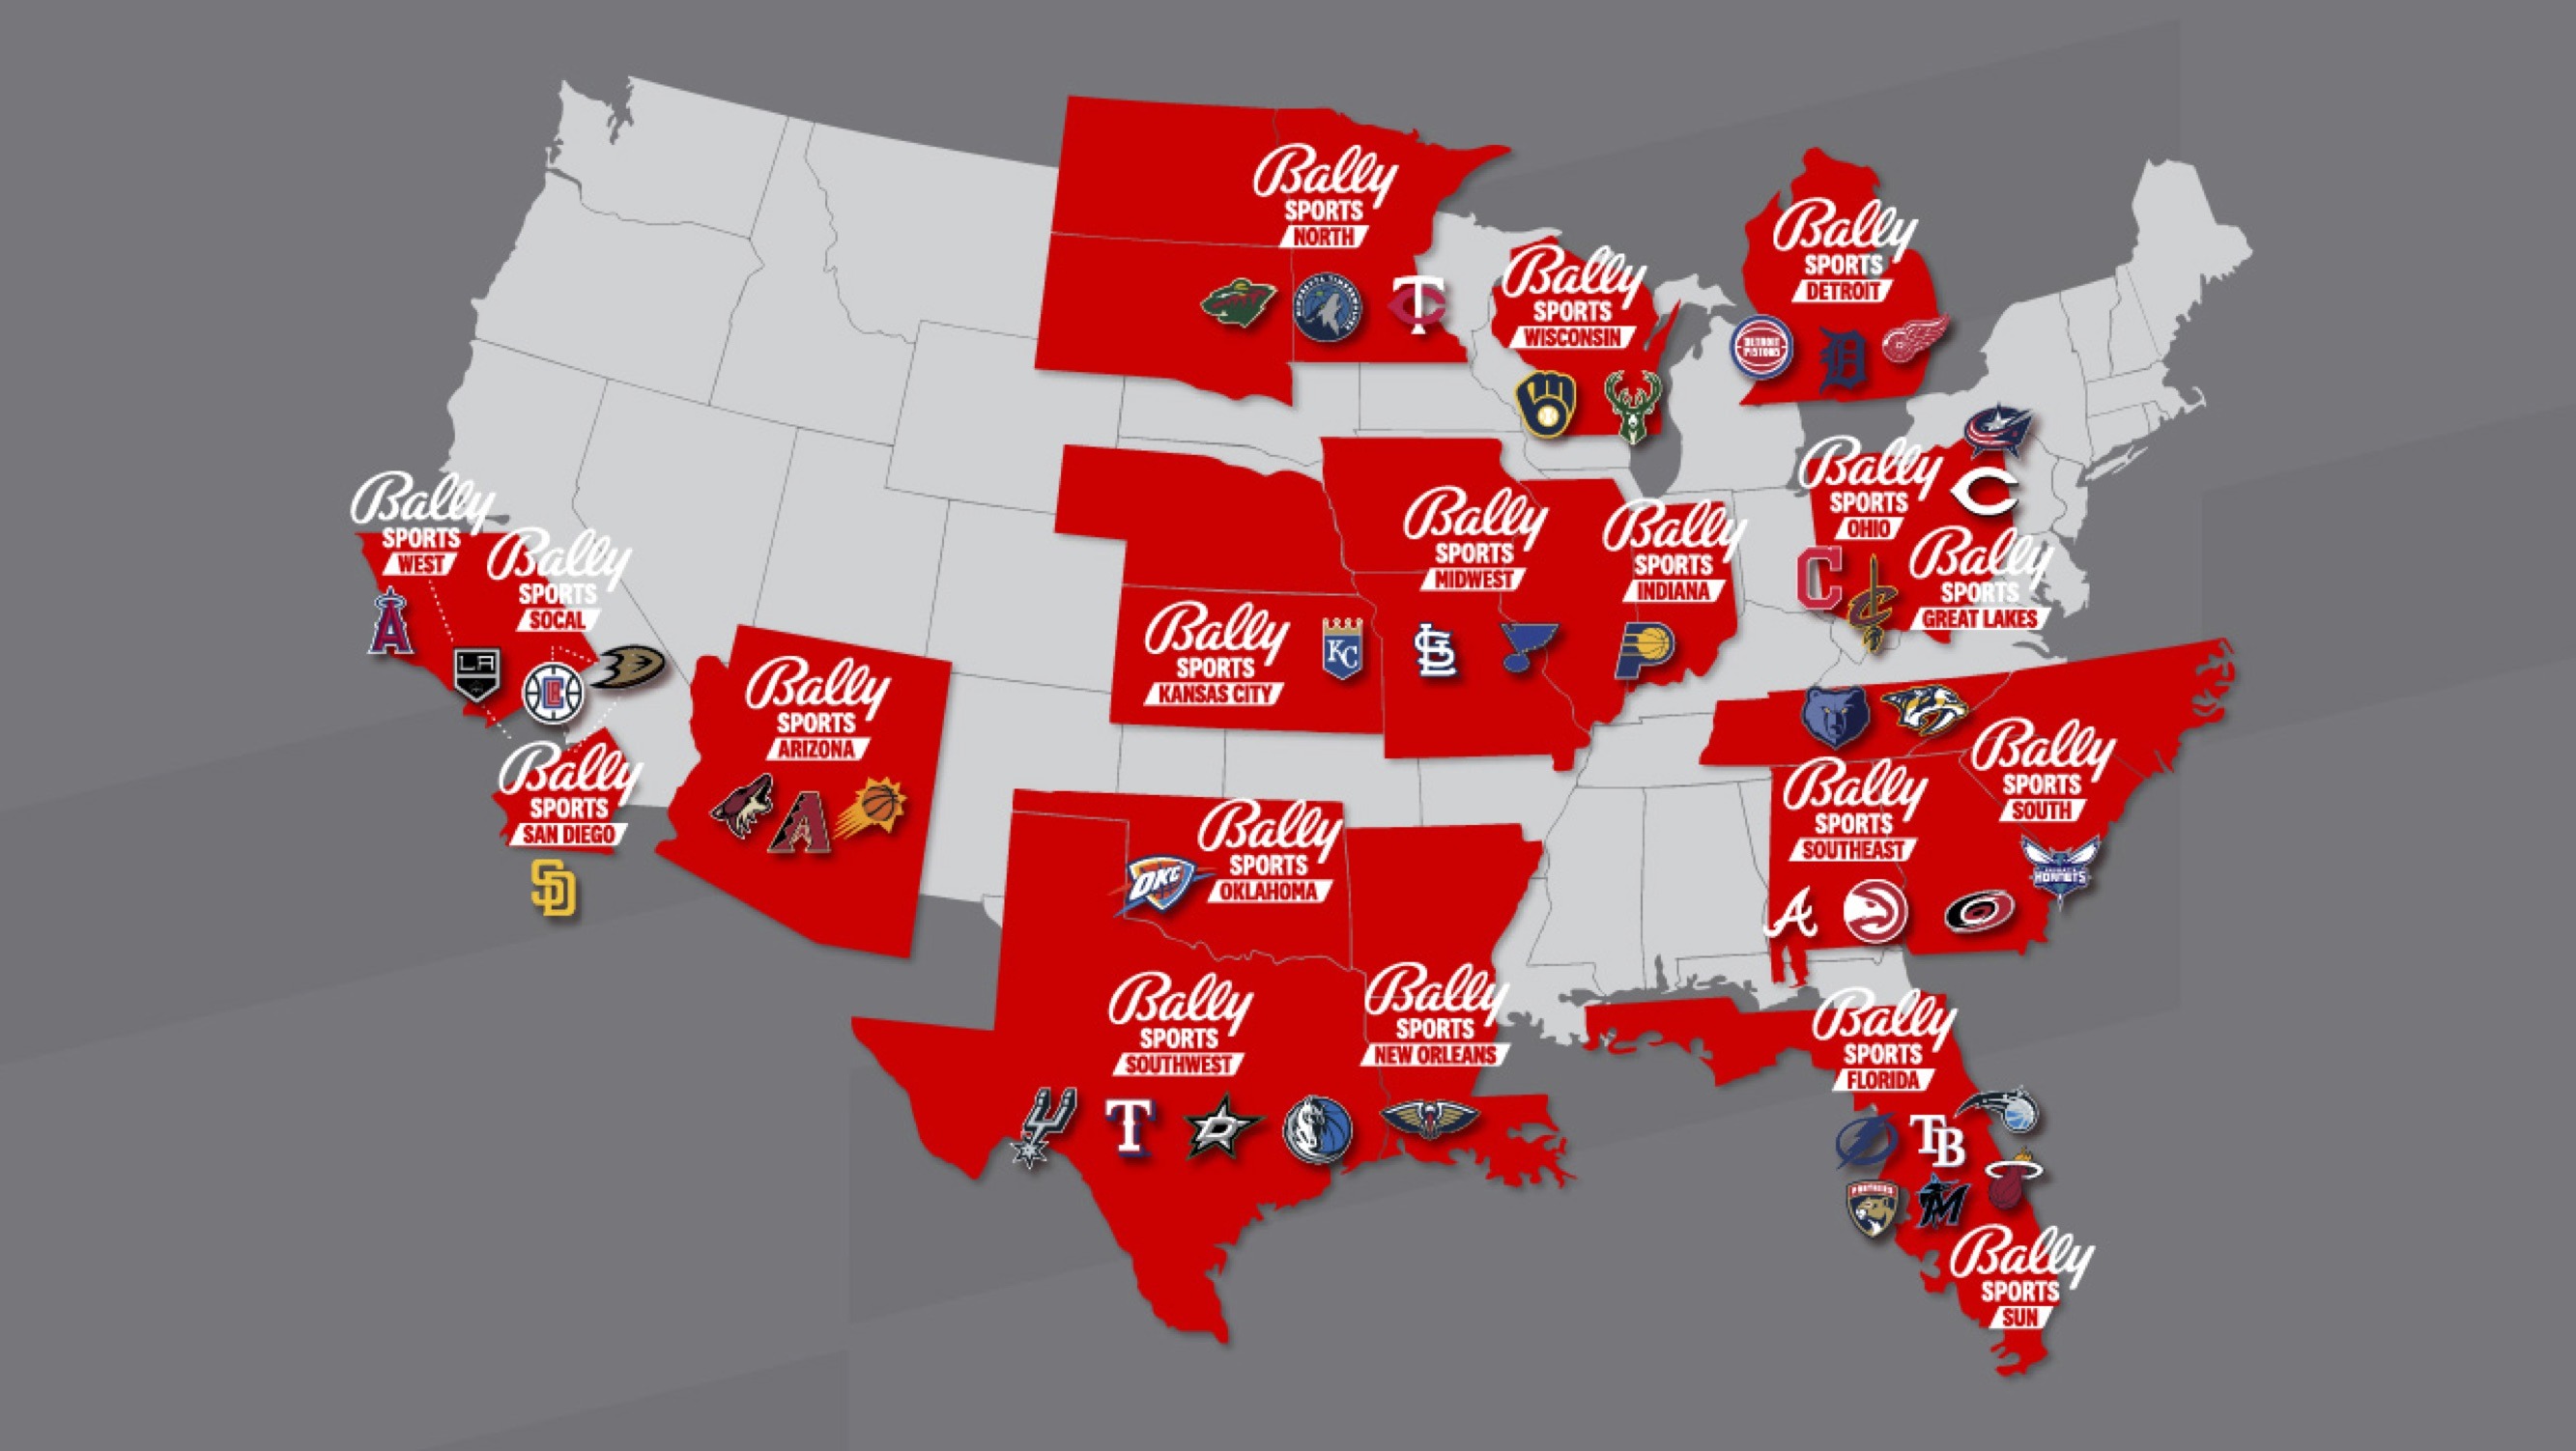 Bally
SPORTS
NORTH
Bally
SPORTS
WISCONSIN
Bally
SPORTS
DETROIT
DETROIT
PISTONS
D
Bally
SPORTS
WEST
A
LA
Bally
SPORTS
SOCAL
Bally
SPORTS
SAN DIEGO
SD
Bally
SPORTS
ARIZONA
A
Bally
SPORTS
KANSAS CITY
KC
Bally
SPORTS
MIDWEST
STL
Bally
SPORTS
INDIANA
P
Bally
SPORTS
OHIO
C
C
Bally
SPORTS
GREAT LAKES
Bally
SPORTS
OKLAHOMA
OKC
Bally
SPORTS
SOUTHWEST
T
D
Bally
SPORTS
NEW ORLEANS
Bally
SPORTS
SOUTHEAST
A
Bally
SPORTS
SOUTH
HORNETS
Bally
SPORTS
FLORIDA
TB
PANTHERS
M
Bally
SPORTS
SUN